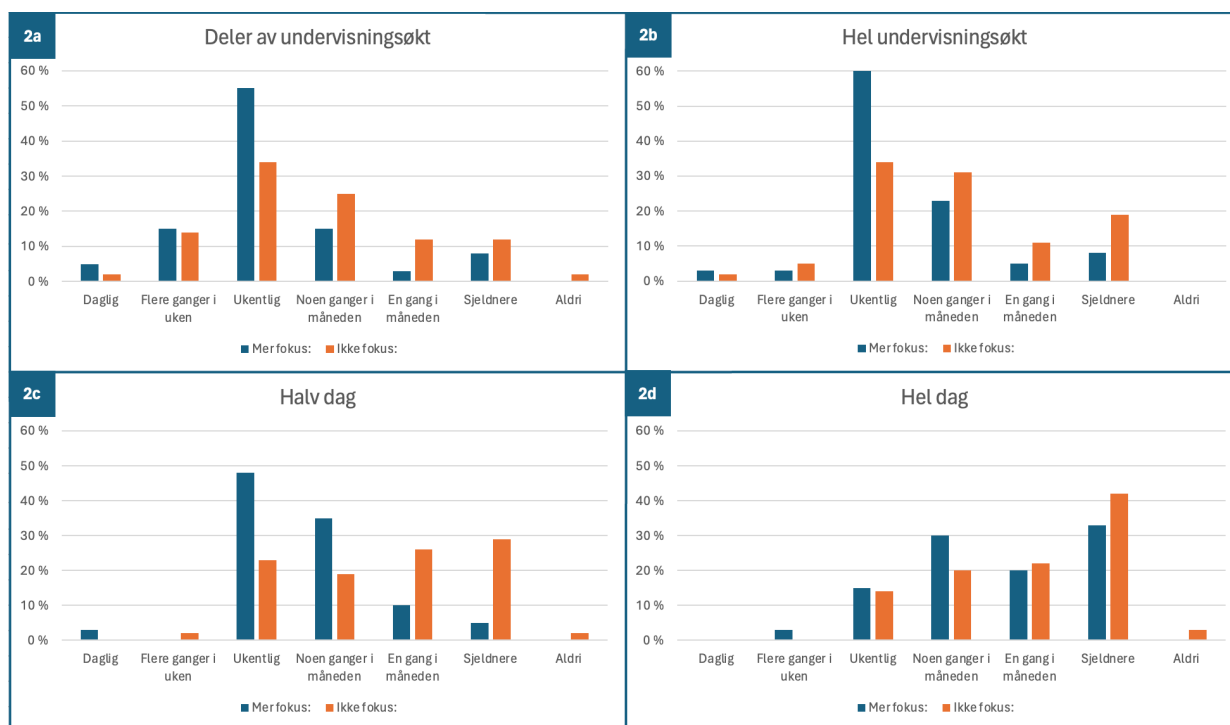 2a
Deler av undervisningsøkt
60 %
50 %
40 %
30 %
20 %
10 %
0 %
Daglig
Flere ganger i
uken
Ukentlig
Noen ganger i
måneden
En gang i
måneden
Sjeldnere
Aldri
Mer fokus:
Ikke fokus:
2b
Hel undervisningsøkt
60 %
50 %
40 %
30 %
20 %
10 %
0 %
Daglig
Flere ganger i
uken
Ukentlig
Noen ganger i
måneden
En gang i
måneden
Sjeldnere
Aldri
Mer fokus:
Ikke fokus:
2c
Halv dag
60 %
50 %
40 %
30 %
20 %
10 %
0 %
Daglig
Flere ganger i
uken
Ukentlig
Noen ganger i
måneden
En gang i
måneden
Sjeldnere
Aldri
Mer fokus:
Ikke fokus:
2d
Hel dag
60 %
50 %
40 %
30 %
20 %
10 %
0 %
Daglig
Flere ganger i
uken
Ukentlig
Noen ganger i
måneden
En gang i
måneden
Sjeldnere
Aldri
Mer fokus:
Ikke fokus: